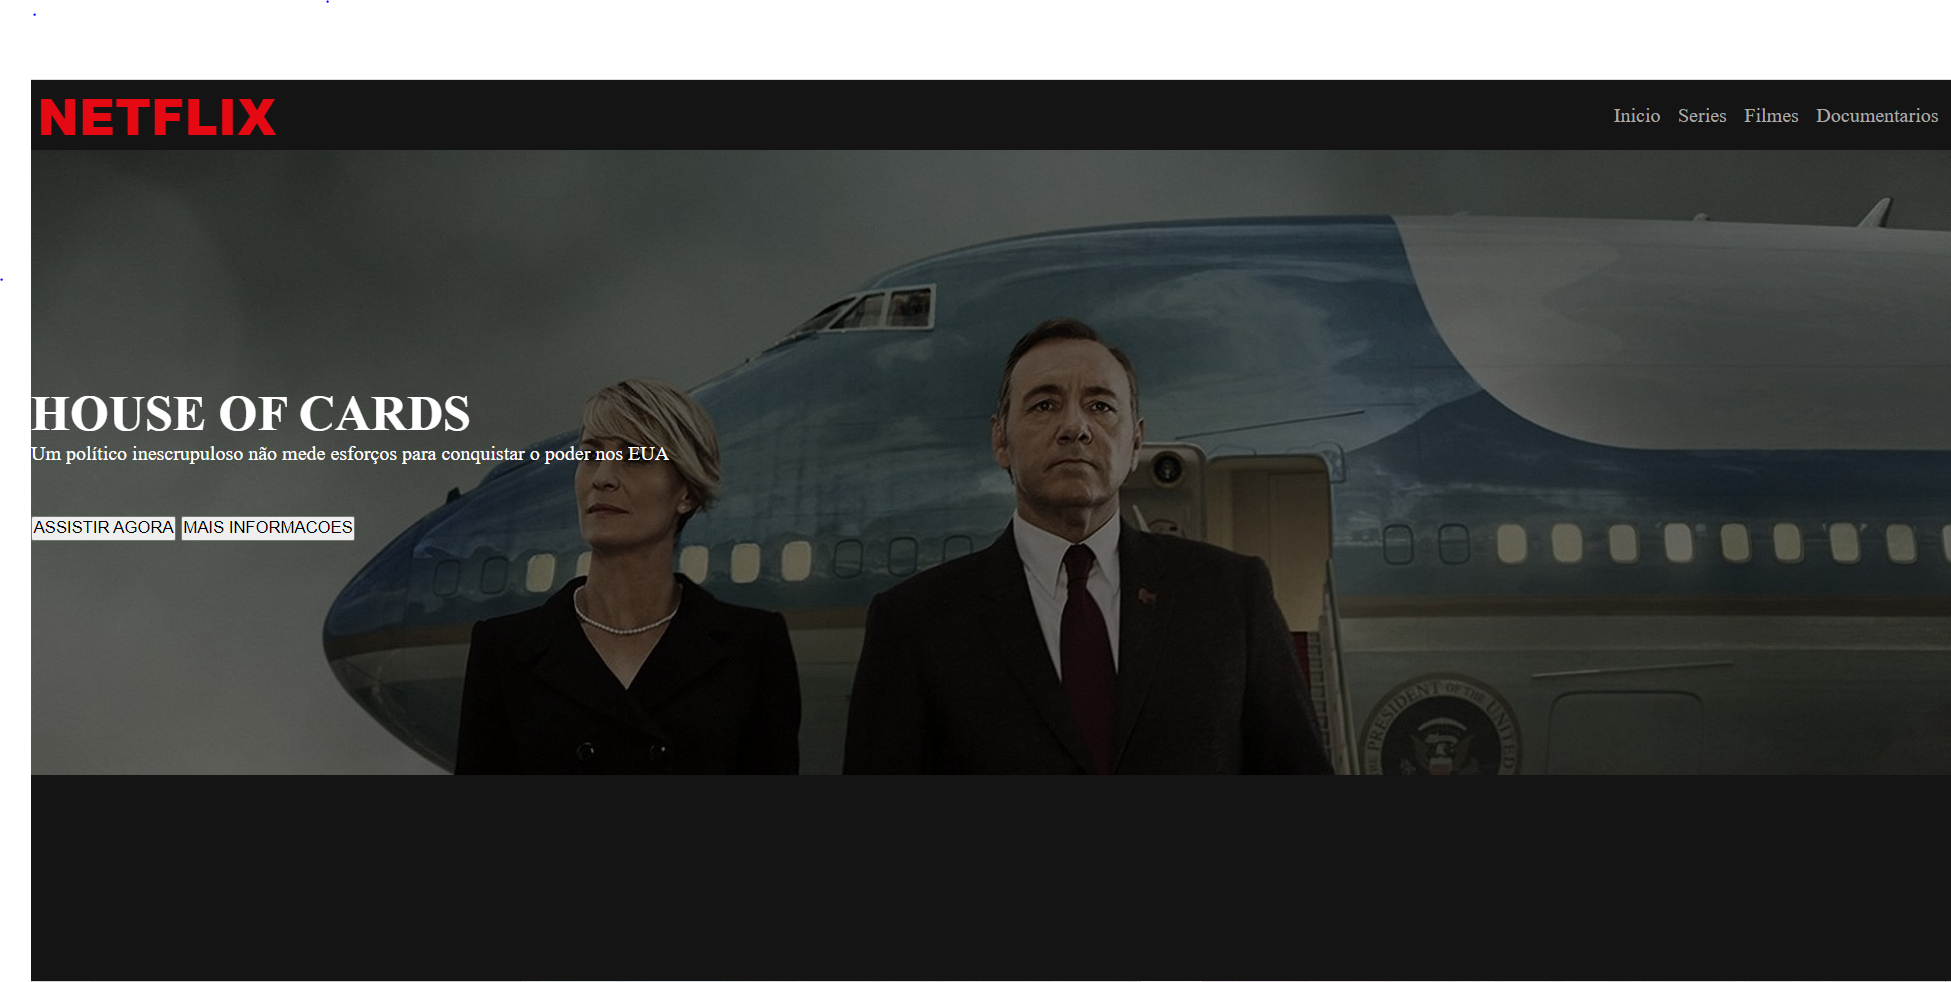 NETFLIX
Inicio Series Filmes Documentarios
HOUSE OF CARDS
Um político inescrupuloso não mede esforços para conquistar o poder nos EUA
ASSISTIR AGORA MAIS INFORMACOES
PRESIDENT OF THE UNITED